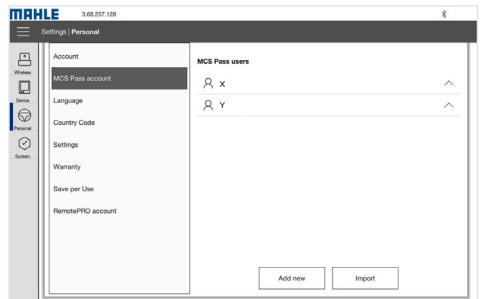 MAHLE 3.68.257.128
Settings | Personal
Wireless
Device
Personal
System
Account
MCS Pass account
Language
Country Code
Settings
Warranty
Save per Use
RemotePRO account
MCS Pass users
X
Y
Add new Import